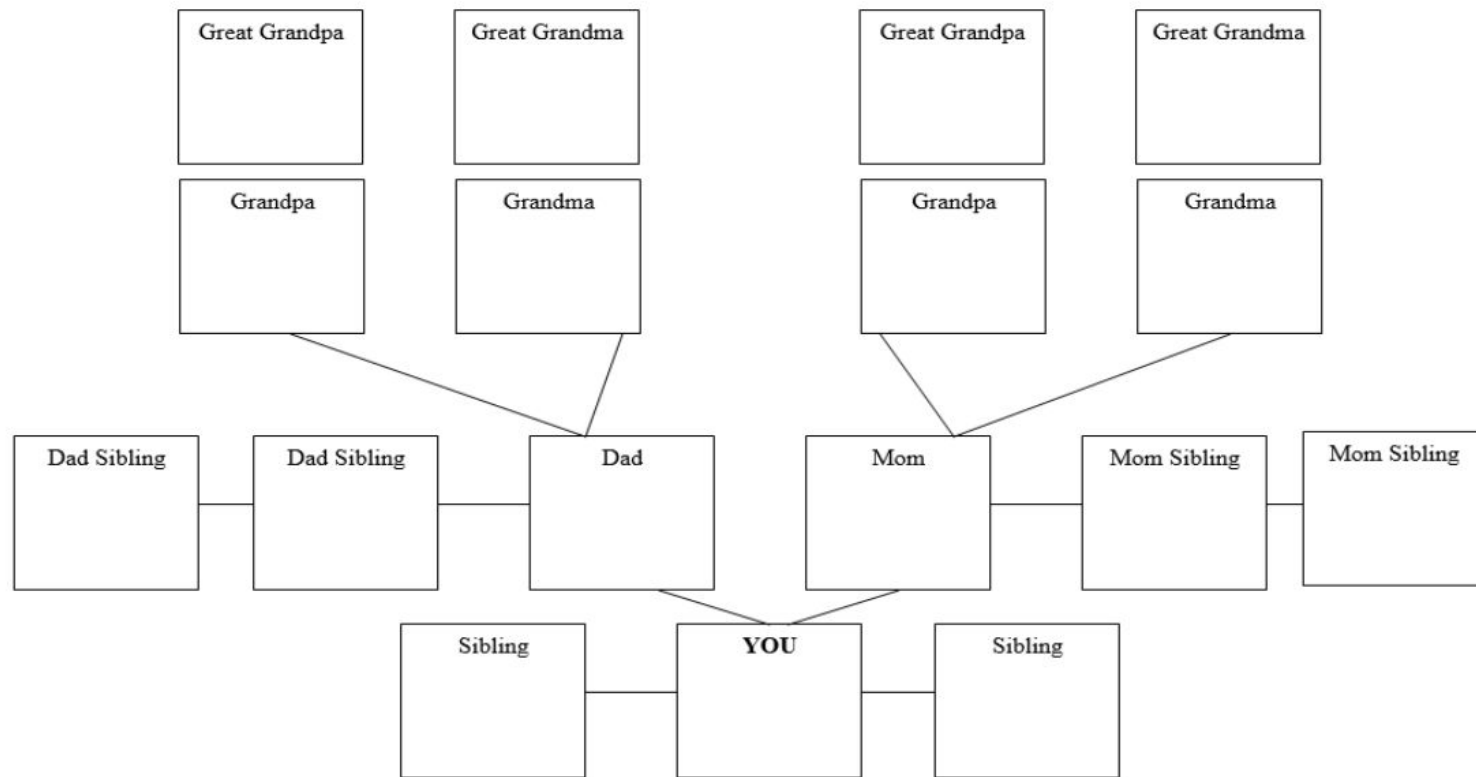 Great Grandpa
Great Grandma
Great Grandpa
Great Grandma
Grandpa
Grandma
Grandpa
Grandma
Dad Sibling
Dad Sibling
Dad
Mom
Mom Sibling
Mom Sibling
Sibling
YOU
Sibling